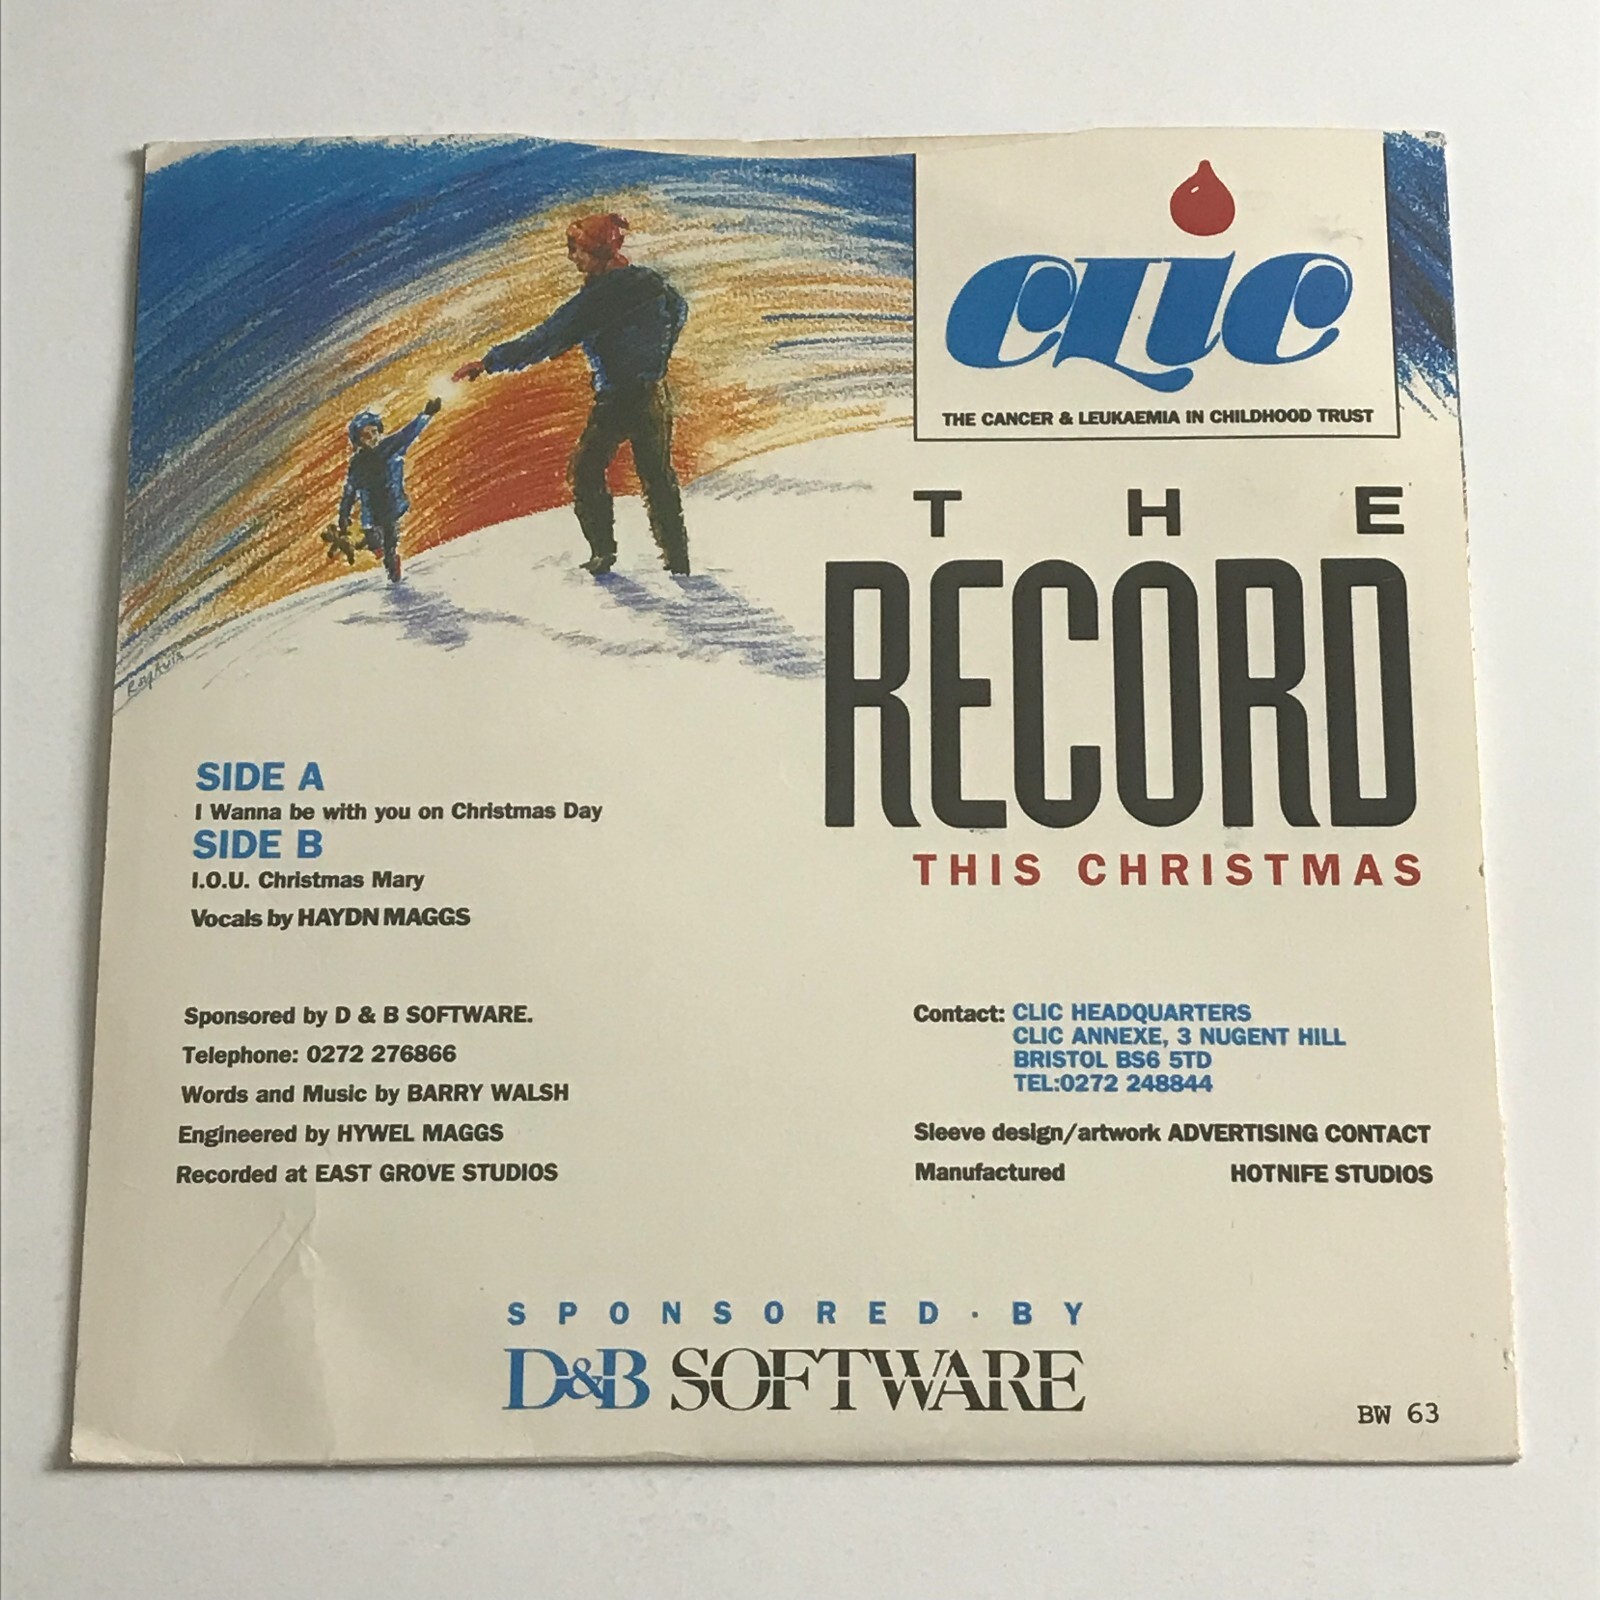 CLIC
THE CANCER & LEUKAEMIA IN CHILDHOOD TRUST
THE
RECORD
THIS CHRISTMAS
SIDE A
I Wanna be with you on Christmas Day
SIDE B
I.O.U. Christmas Mary
Vocals by HAYDN MAGGS
Sponsored by D & B SOFTWARE.
Telephone: 0272 276866
Words and Music by BARRY WALSH
Engineered by HYWEL MAGGS
Recorded at EAST GROVE STUDIOS
Contact: CLIC HEADQUARTERS
CLIC ANNEXE, 3 NUGENT HILL
BRISTOL BS6 5TD
TEL:0272 248844
Sleeve design/artwork ADVERTISING CONTACT
Manufactured HOTNIFE STUDIOS
SPONSORED · BY
D&B SOFTWARE
BW 63